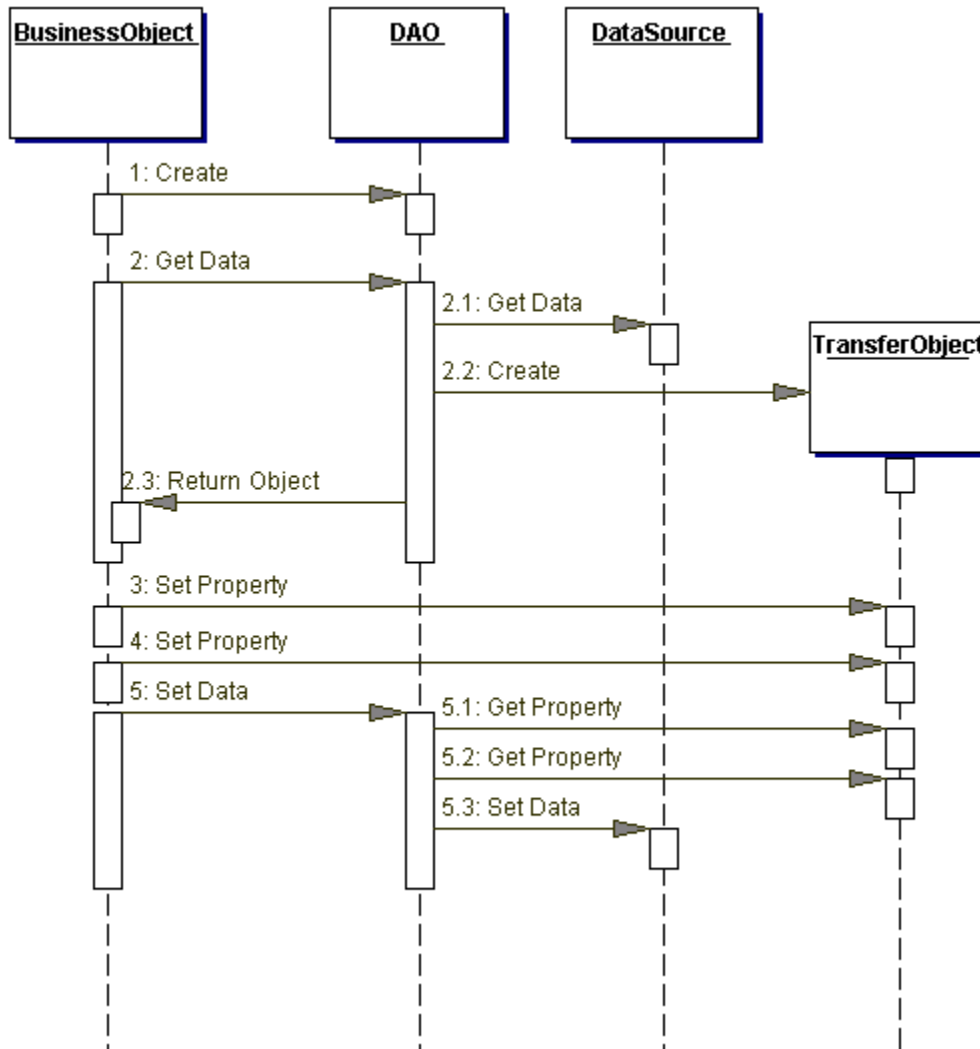 BusinessObject
DAO
DataSource
1: Create
2: Get Data
2.1: Get Data
TransferObject
2.2: Create
2.3: Return Object
3: Set Property
4: Set Property
5: Set Data
5.1: Get Property
5.2: Get Property
5.3: Set Data